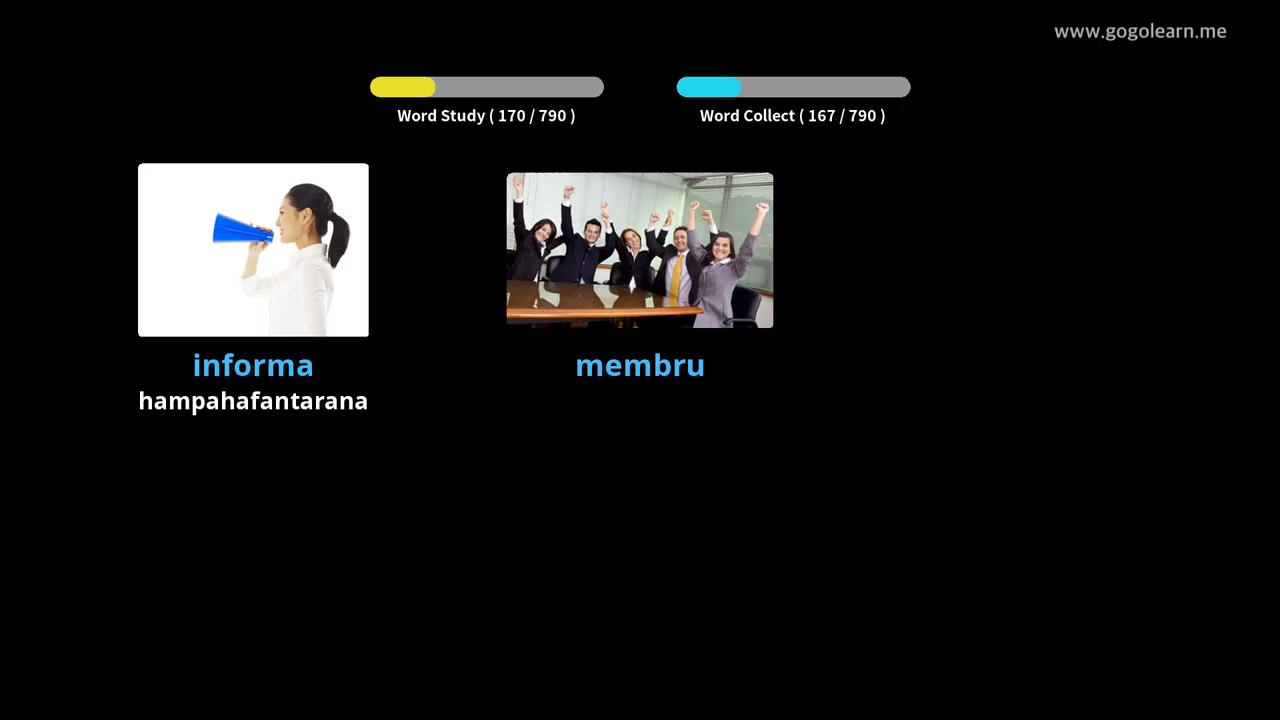 www.gogolearn.me
Word Study ( 170 / 790 )
Word Collect ( 167 / 790 )
informa
hampahafantarana
membru